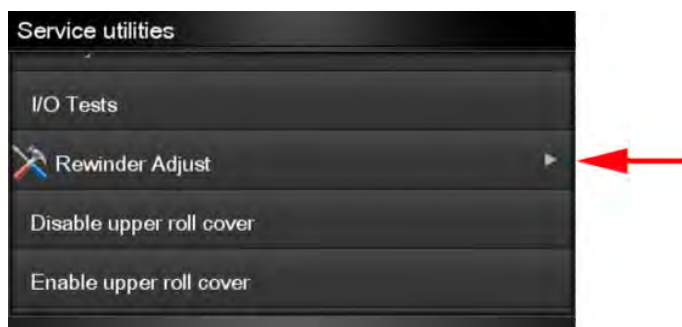 Service utilities
I/O Tests
Rewinder Adjust
Disable upper roll cover
Enable upper roll cover